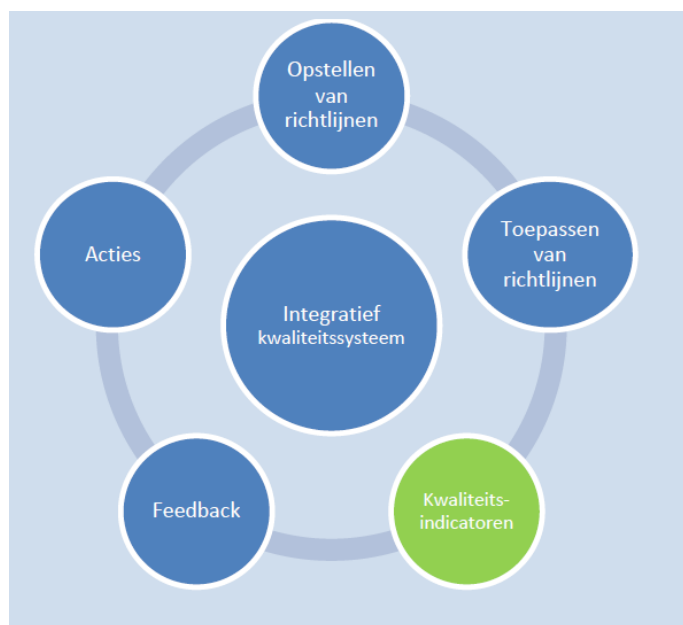 Opstellen
van
richtlijnen
Toepassen
van
richtlijnen
Acties
Integratief
kwaliteitssysteem
Kwaliteits-
indicatoren
Feedback